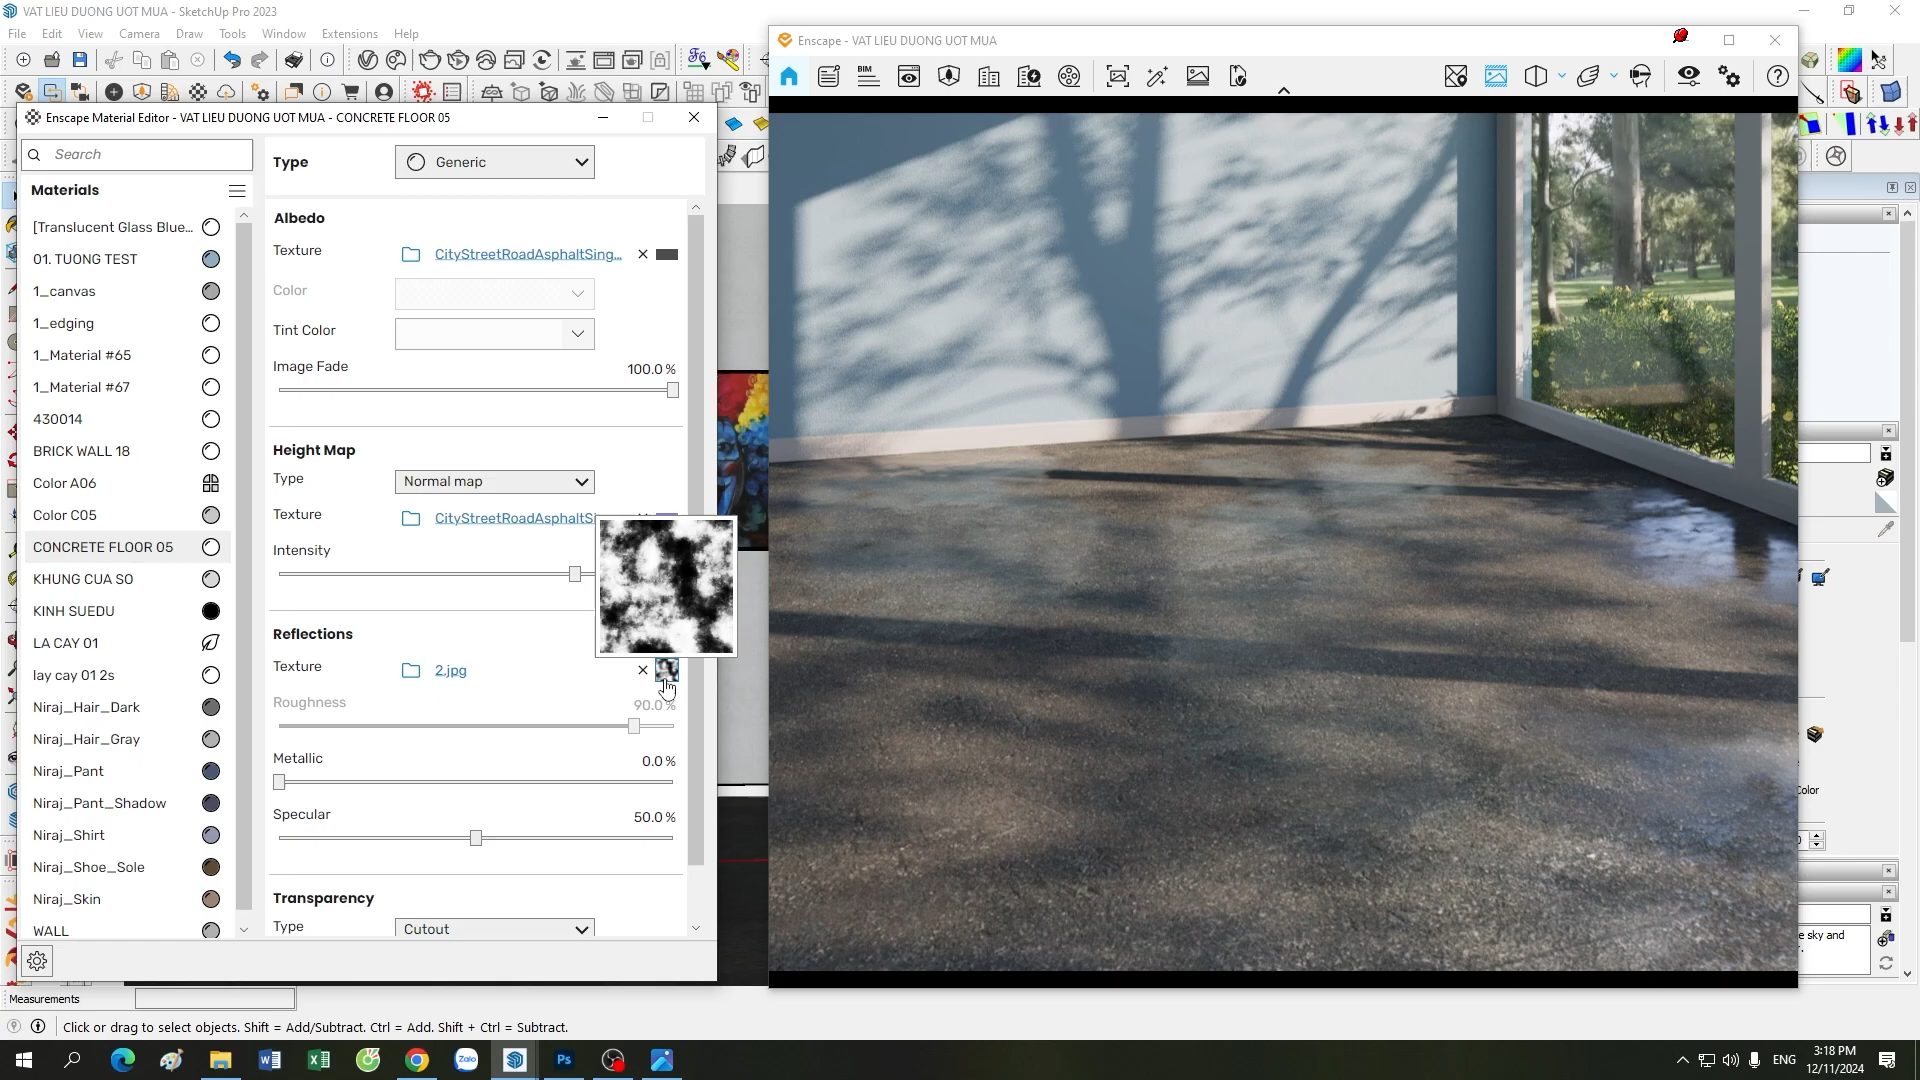 VAT LIEU DUONG UOT MUA - SketchUp Pro 2023
File Edit View Camera Draw Tools Window Extensions Help
Enscape - VAT LIEU DUONG UOT MUA
BIM
Enscape Material Editor - VAT LIEU DUONG UOT MUA - CONCRETE FLOOR 05
Search
Materials
[Translucent Glass Blue...
01. TUONG TEST
1_canvas
1_edging
1_Material #65
1_Material #67
430014
BRICK WALL 18
Color A06
Color C05
CONCRETE FLOOR 05
KHUNG CUA SO
KINH SUEDU
LA CAY 01
lay cay 01 2s
Niraj_Hair_Dark
Niraj_Hair_Gray
Niraj_Pant
Niraj_Pant_Shadow
Niraj_Shirt
Niraj_Shoe_Sole
Niraj_Skin
WALL
Type Generic
Albedo
Texture CityStreetRoadAsphaltSing...
Color
Tint Color
Image Fade 100.0 %
Height Map
Type Normal map
Texture CityStreetRoadAsphaltSi
Intensity
Reflections
Texture 2.jpg
Roughness 90.0 %
Metallic 0.0 %
Specular 50.0 %
Transparency
Type Cutout
Color
e sky and
Measurements
Click or drag to select objects. Shift = Add/Subtract. Ctrl = Add. Shift + Ctrl = Subtract.
Zalo
Ps
ENG
3:18 PM
12/11/2024